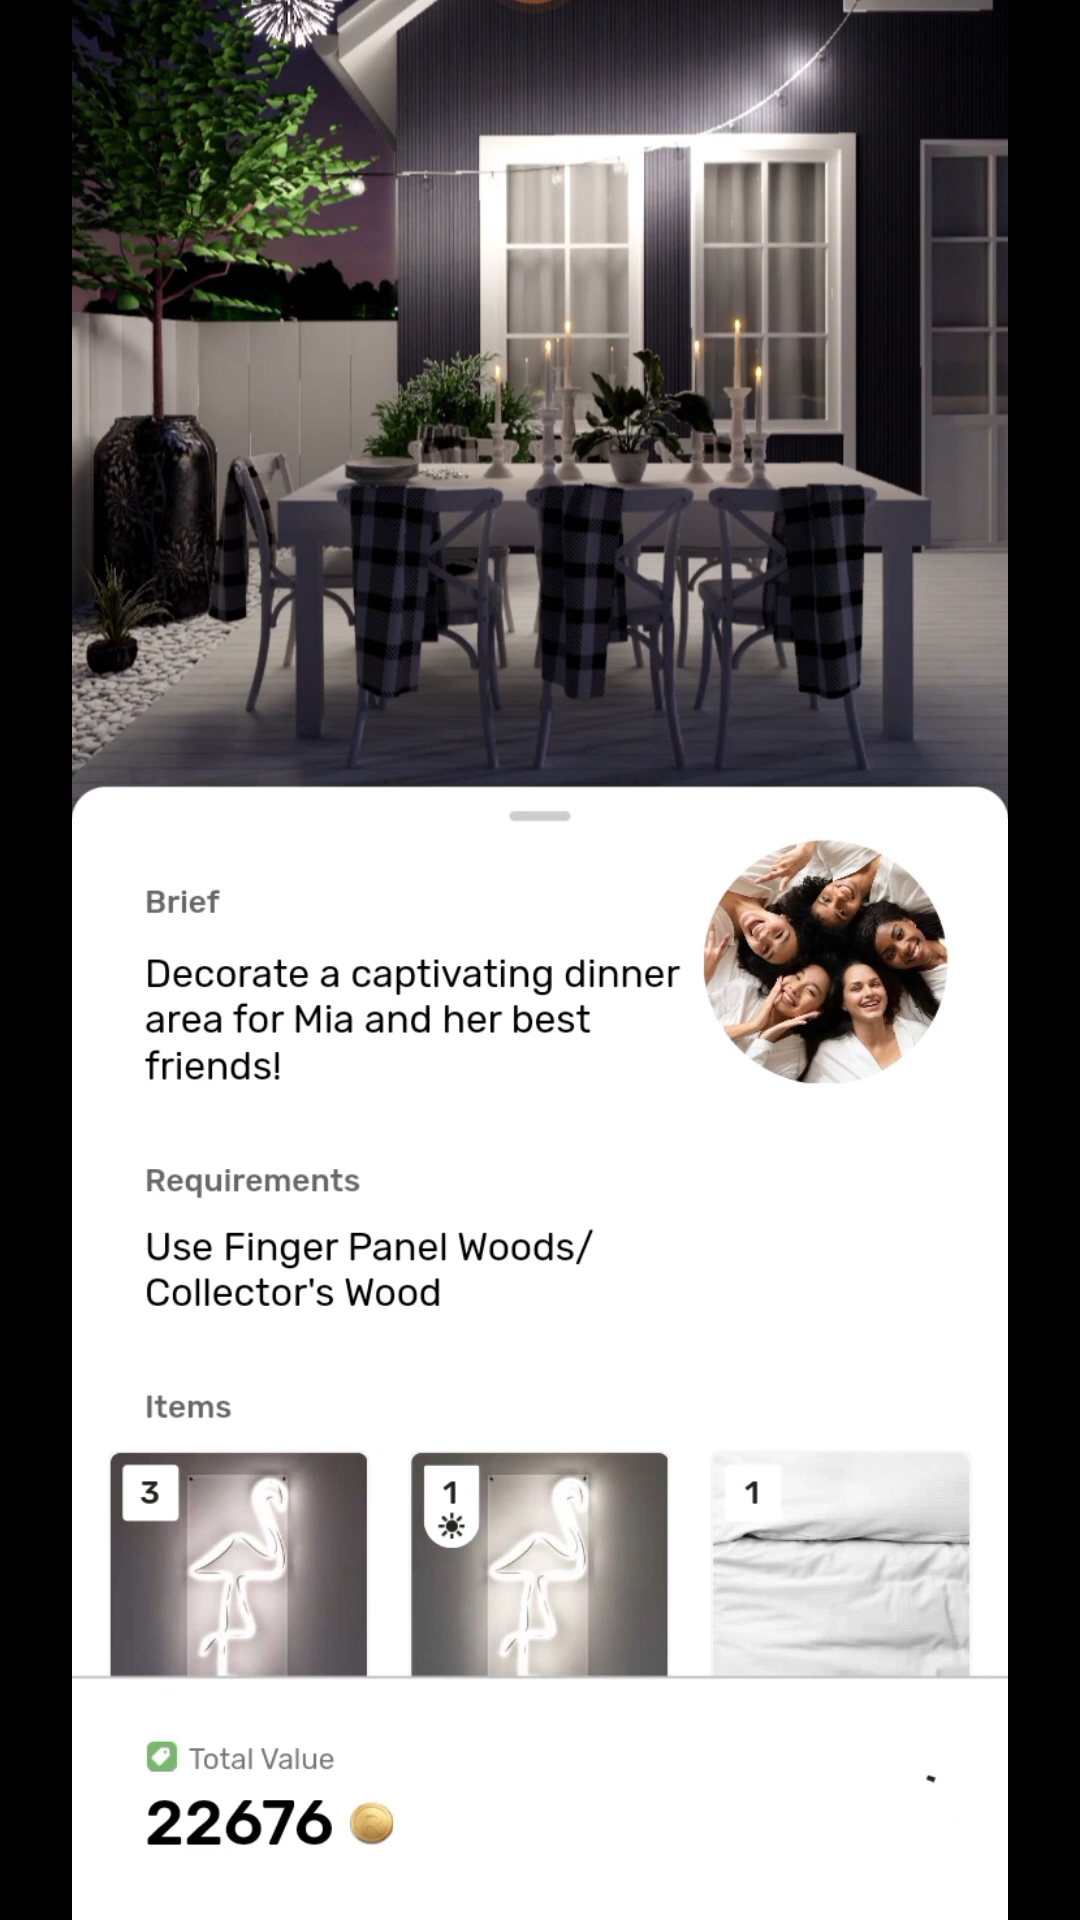 Brief
Decorate a captivating dinner
area for Mia and her best
friends!
Requirements
Use Finger Panel Woods/
Collector's Wood
Items
3
1
1
Total Value
22676